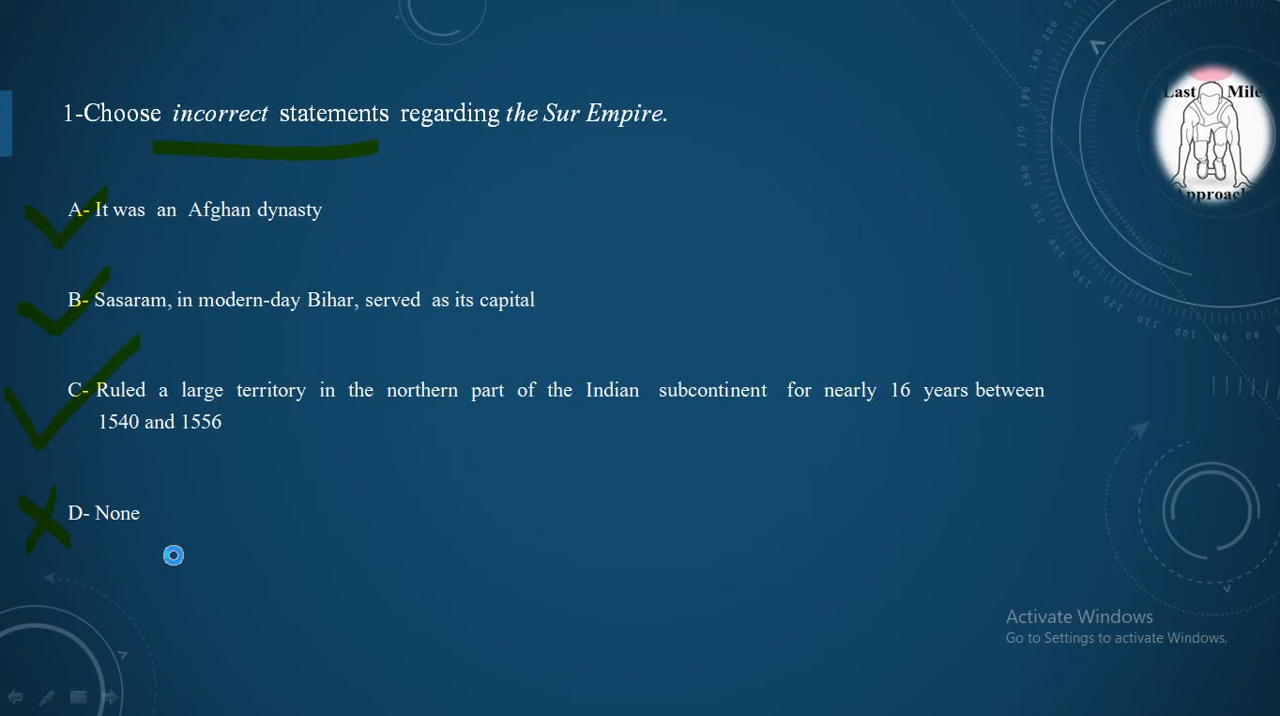 1-Choose incorrect statements regarding the Sur Empire.
Last Mile
Approach
A- It was an Afghan dynasty
B- Sasaram, in modern-day Bihar, served as its capital
C- Ruled a large territory in the northern part of the Indian subcontinent for nearly 16 years between
1540 and 1556
D- None
Activate Windows
Go to Settings to activate Windows.